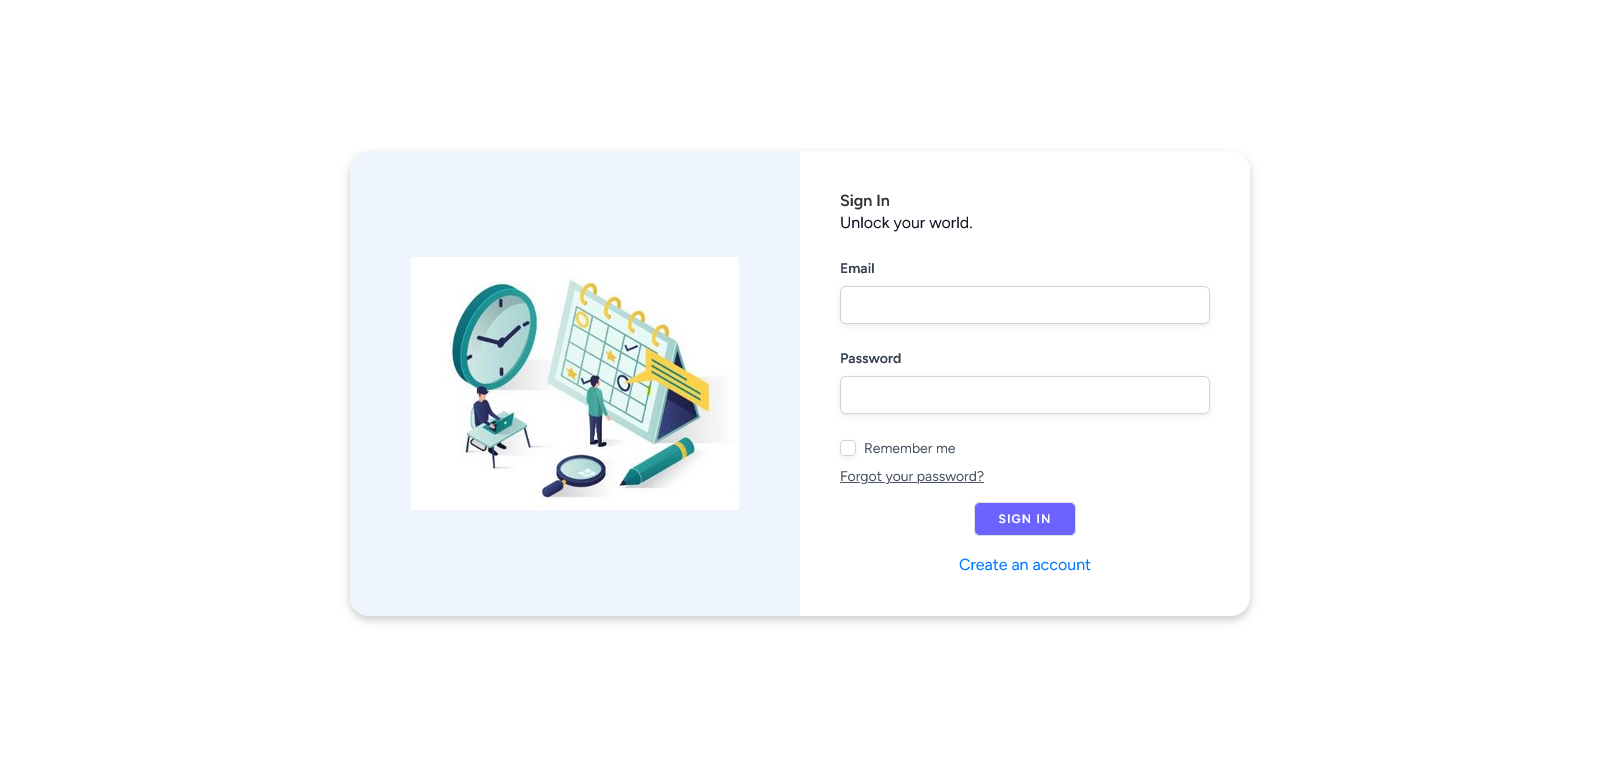 Sign In
Unlock your world.
Email
Password
Remember me
Forgot your password?
SIGN IN
Create an account